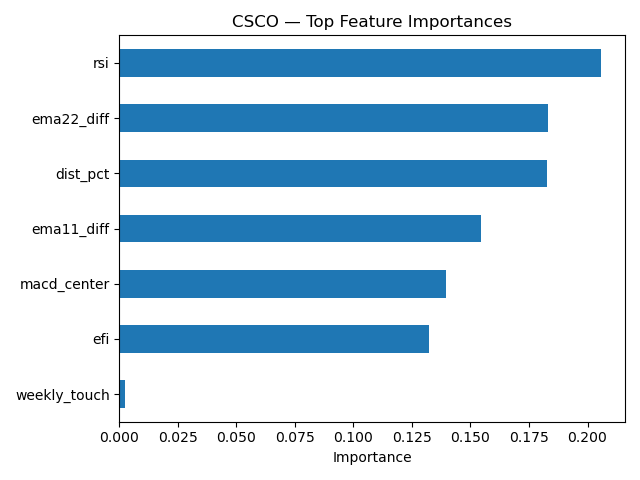 CSCO — Top Feature Importances
rsi
ema22_diff
dist_pct
ema11_diff
macd_center
efi
weekly_touch
0.000 0.025 0.050 0.075 0.100 0.125 0.150 0.175 0.200
Importance